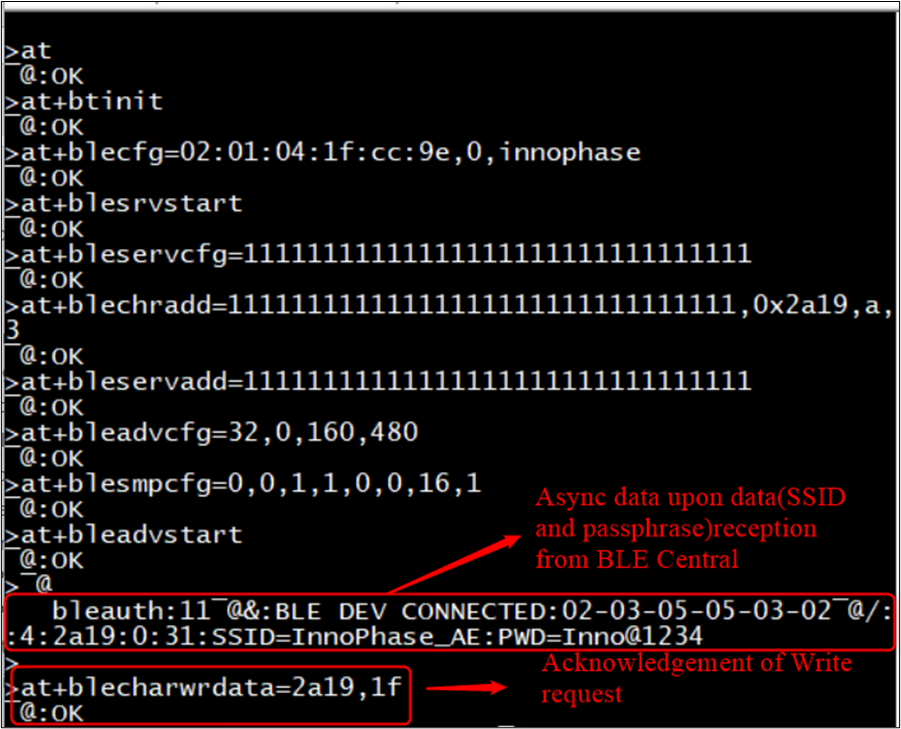 >at
@:OK
>at+btinit
@:OK
>at+blecfg=02:01:04:1f:cc:9e,0,innophase
@:OK
>at+blesrvstart
@:OK
>at+bleservcfg=11111111111111111111111111111111
@:OK
>at+blechradd=11111111111111111111111111111111,0x2a19,a,
3
@:OK
>at+bleservadd=11111111111111111111111111111111
@:OK
>at+bleadvcfg=32,0,160,480
@:OK
>at+blesmpcfg=0,0,1,1,0,0,16,1
@:OK
>at+bleadvstart
@:OK
>¯@
bleauth:11¯@&:BLE DEV CONNECTED:02-03-05-05-03-02¯@/:
:4:2a19:0:31:SSID=InnoPhase_AE:PWD=Inno@1234
>
>at+blecharwrdata=2a19,1f
@:OK
Async data upon data(SSID
and passphrase)reception
from BLE Central
Acknowledgement of Write
request